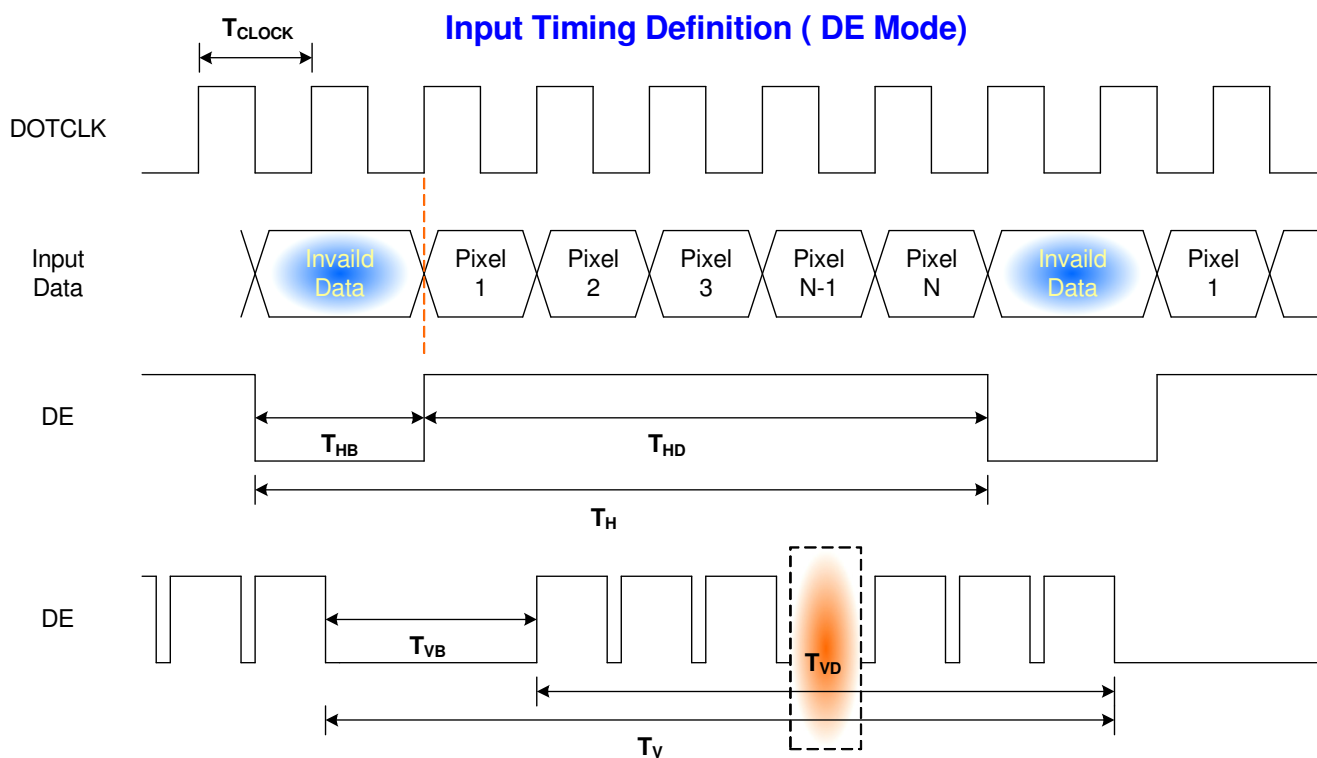 Input Timing Definition ( DE Mode)
TCLOCK
DOTCLK
Input
Data
Invaild
Data
Pixel
1
Pixel
2
Pixel
3
Pixel
N-1
Pixel
N
Invaild
Data
Pixel
1
DE
THB
THD
TH
DE
TVB
TVD
TV